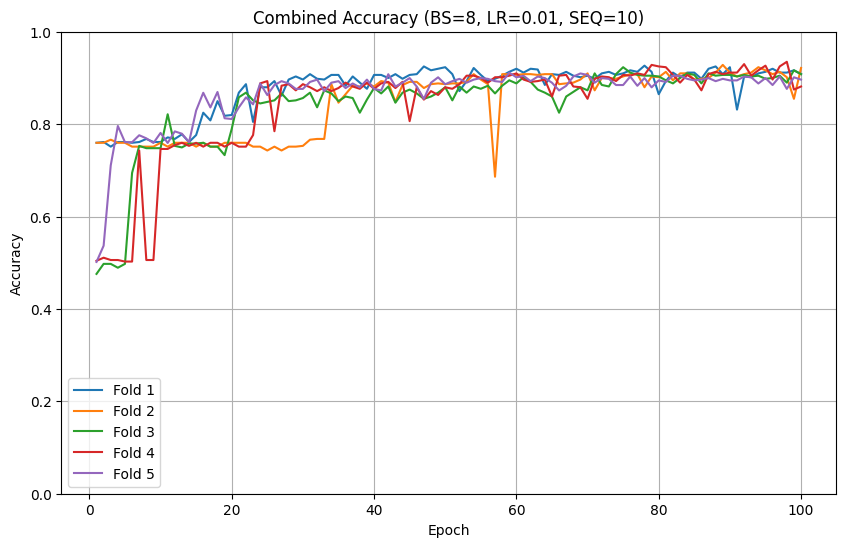 Combined Accuracy (BS=8, LR=0.01, SEQ=10)
1.0
0.8
0.6
0.4
0.2
0.0
Accuracy
Fold 1
Fold 2
Fold 3
Fold 4
Fold 5
0 20 40 60 80 100
Epoch